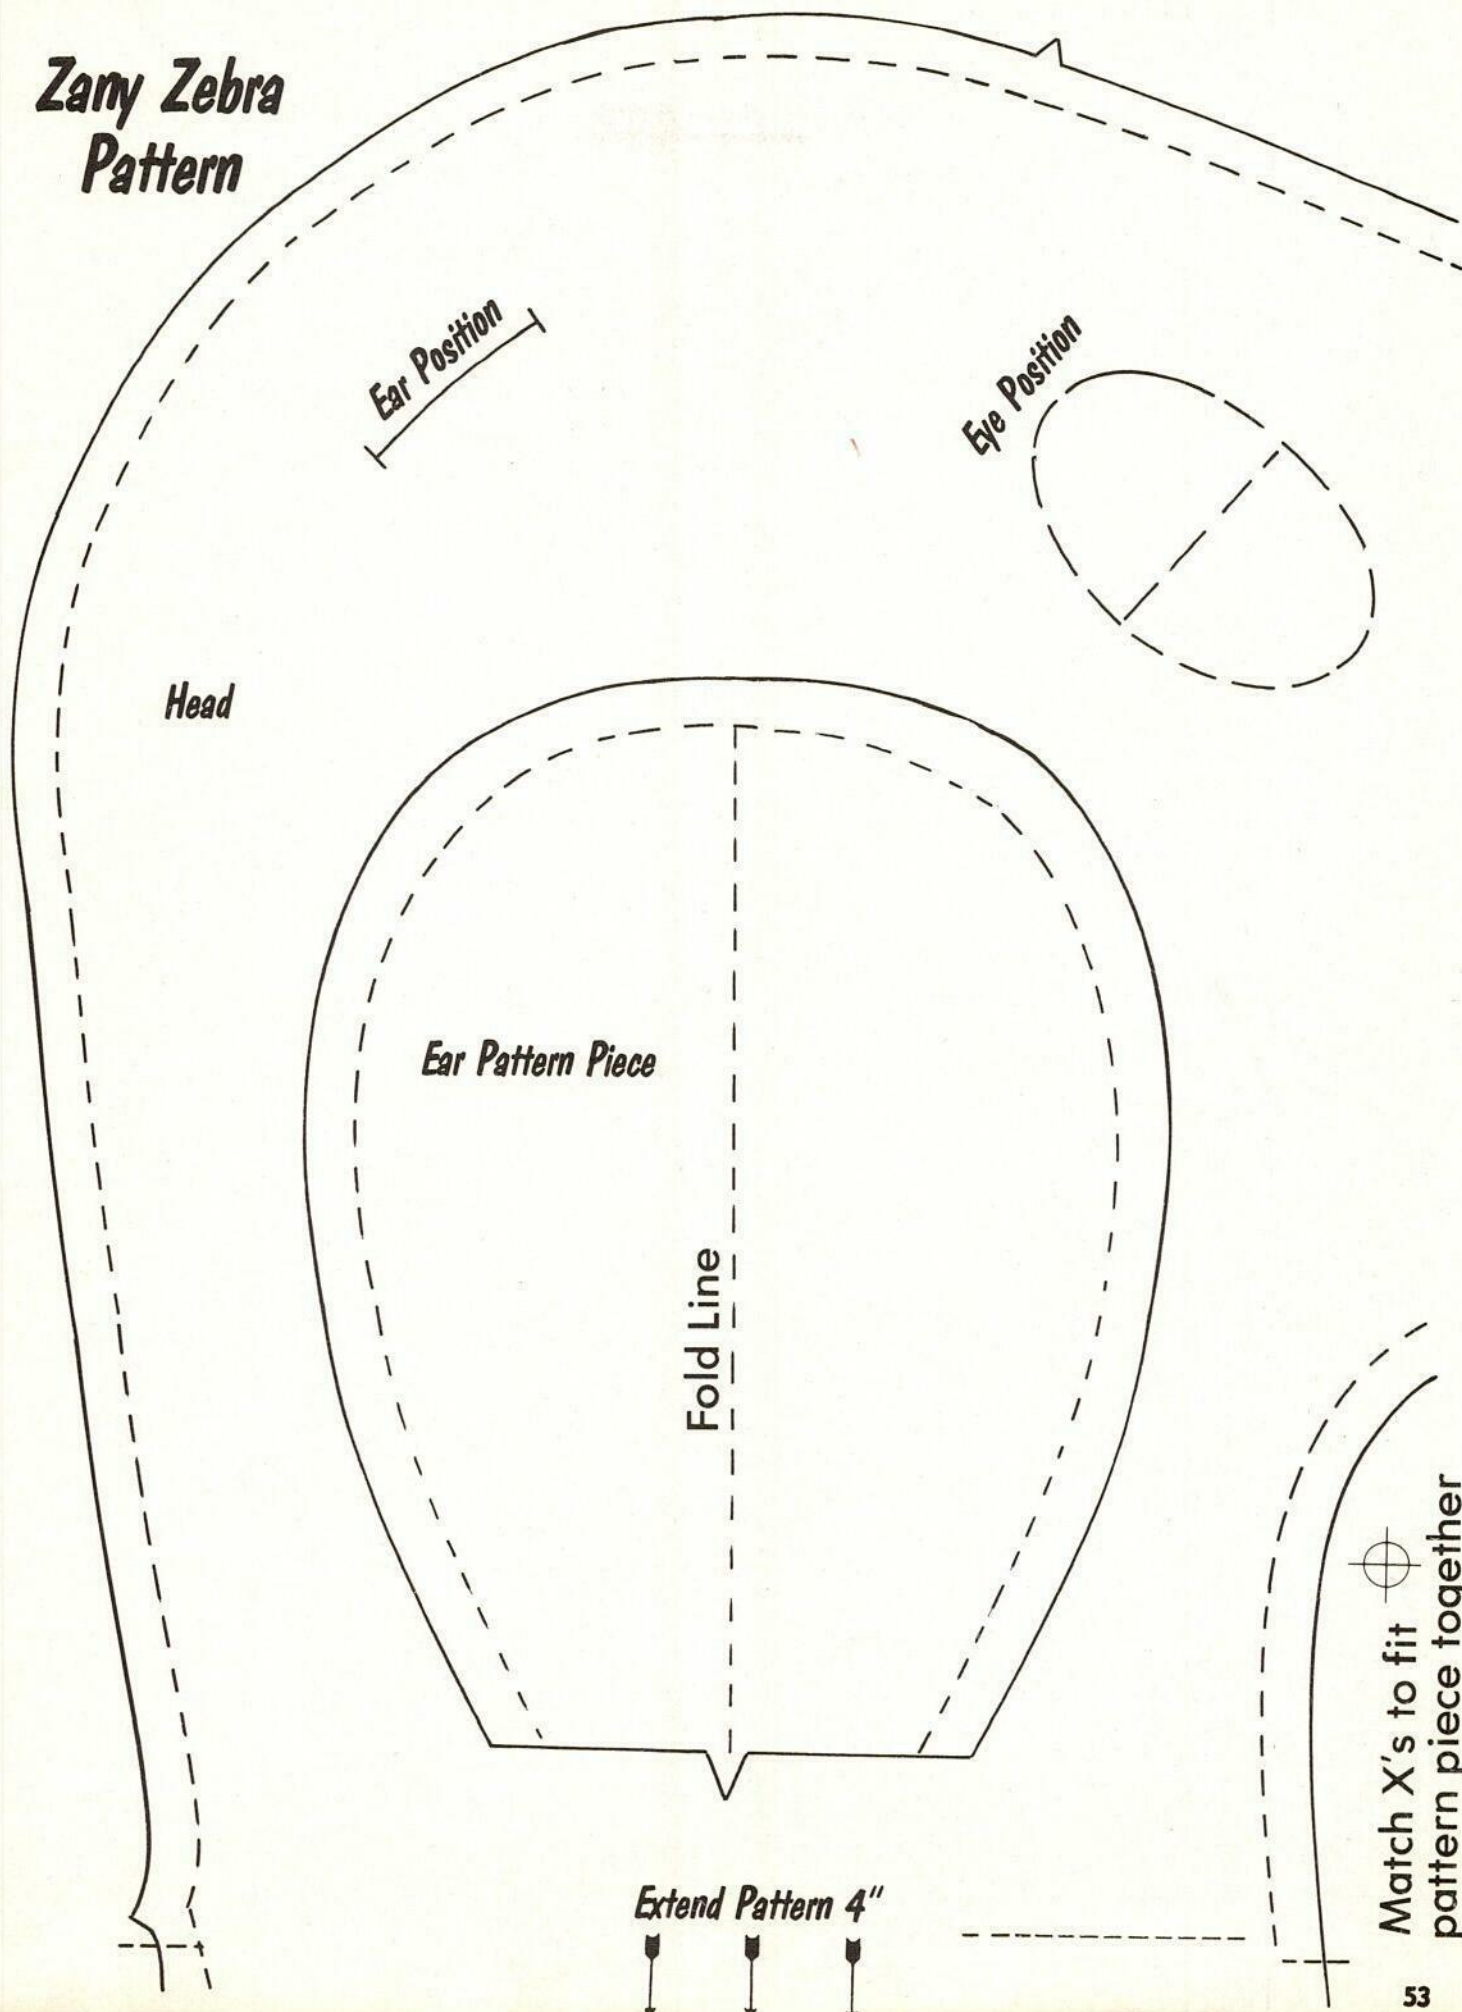 Zany Zebra
Pattern
Ear Position
Eye Position
Head
Ear Pattern Piece
Fold Line
Match X's to fit
pattern piece together
Extend Pattern 4"
53